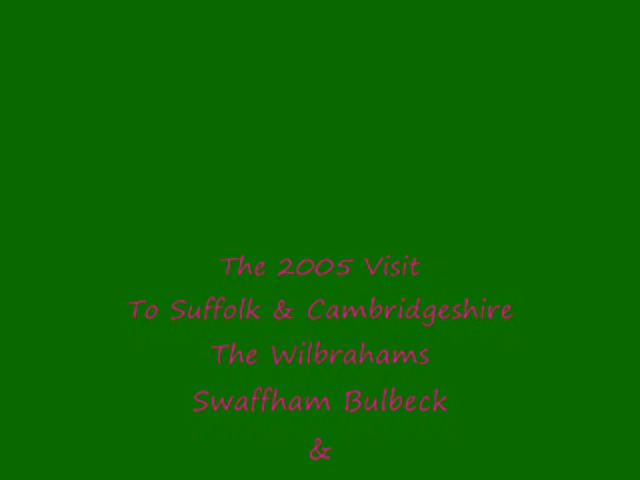 The 2005 Visit
To Suffolk & Cambridgeshire
The Wilbrahams
Swaffham Bulbeck
&